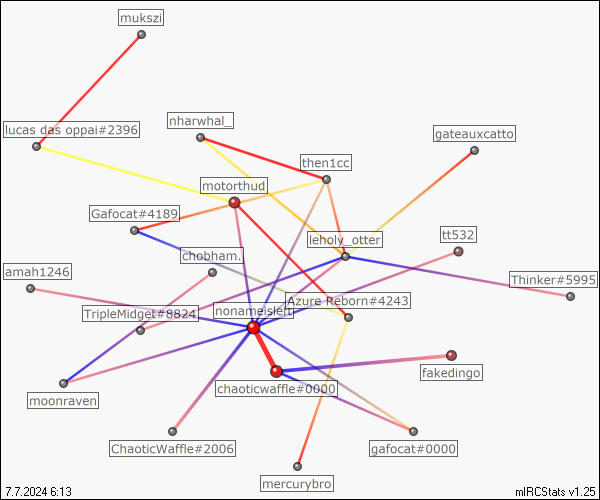 mukszi
lucas das oppai#2396
nharwhal_
gateauxcatto
then1cc
motorthud
Gafocat#4189
leholy_otter
tt532
chobham.
amah1246
Thinker#5995
Azure Reborn#4243
TripleMidget#8824
nonameisleft
fakedingo
chaoticwaffle#0000
moonraven
ChaoticWaffle#2006
gafocat#0000
mercurybro
7.7.2024 6:13
mIRCStats v1.25